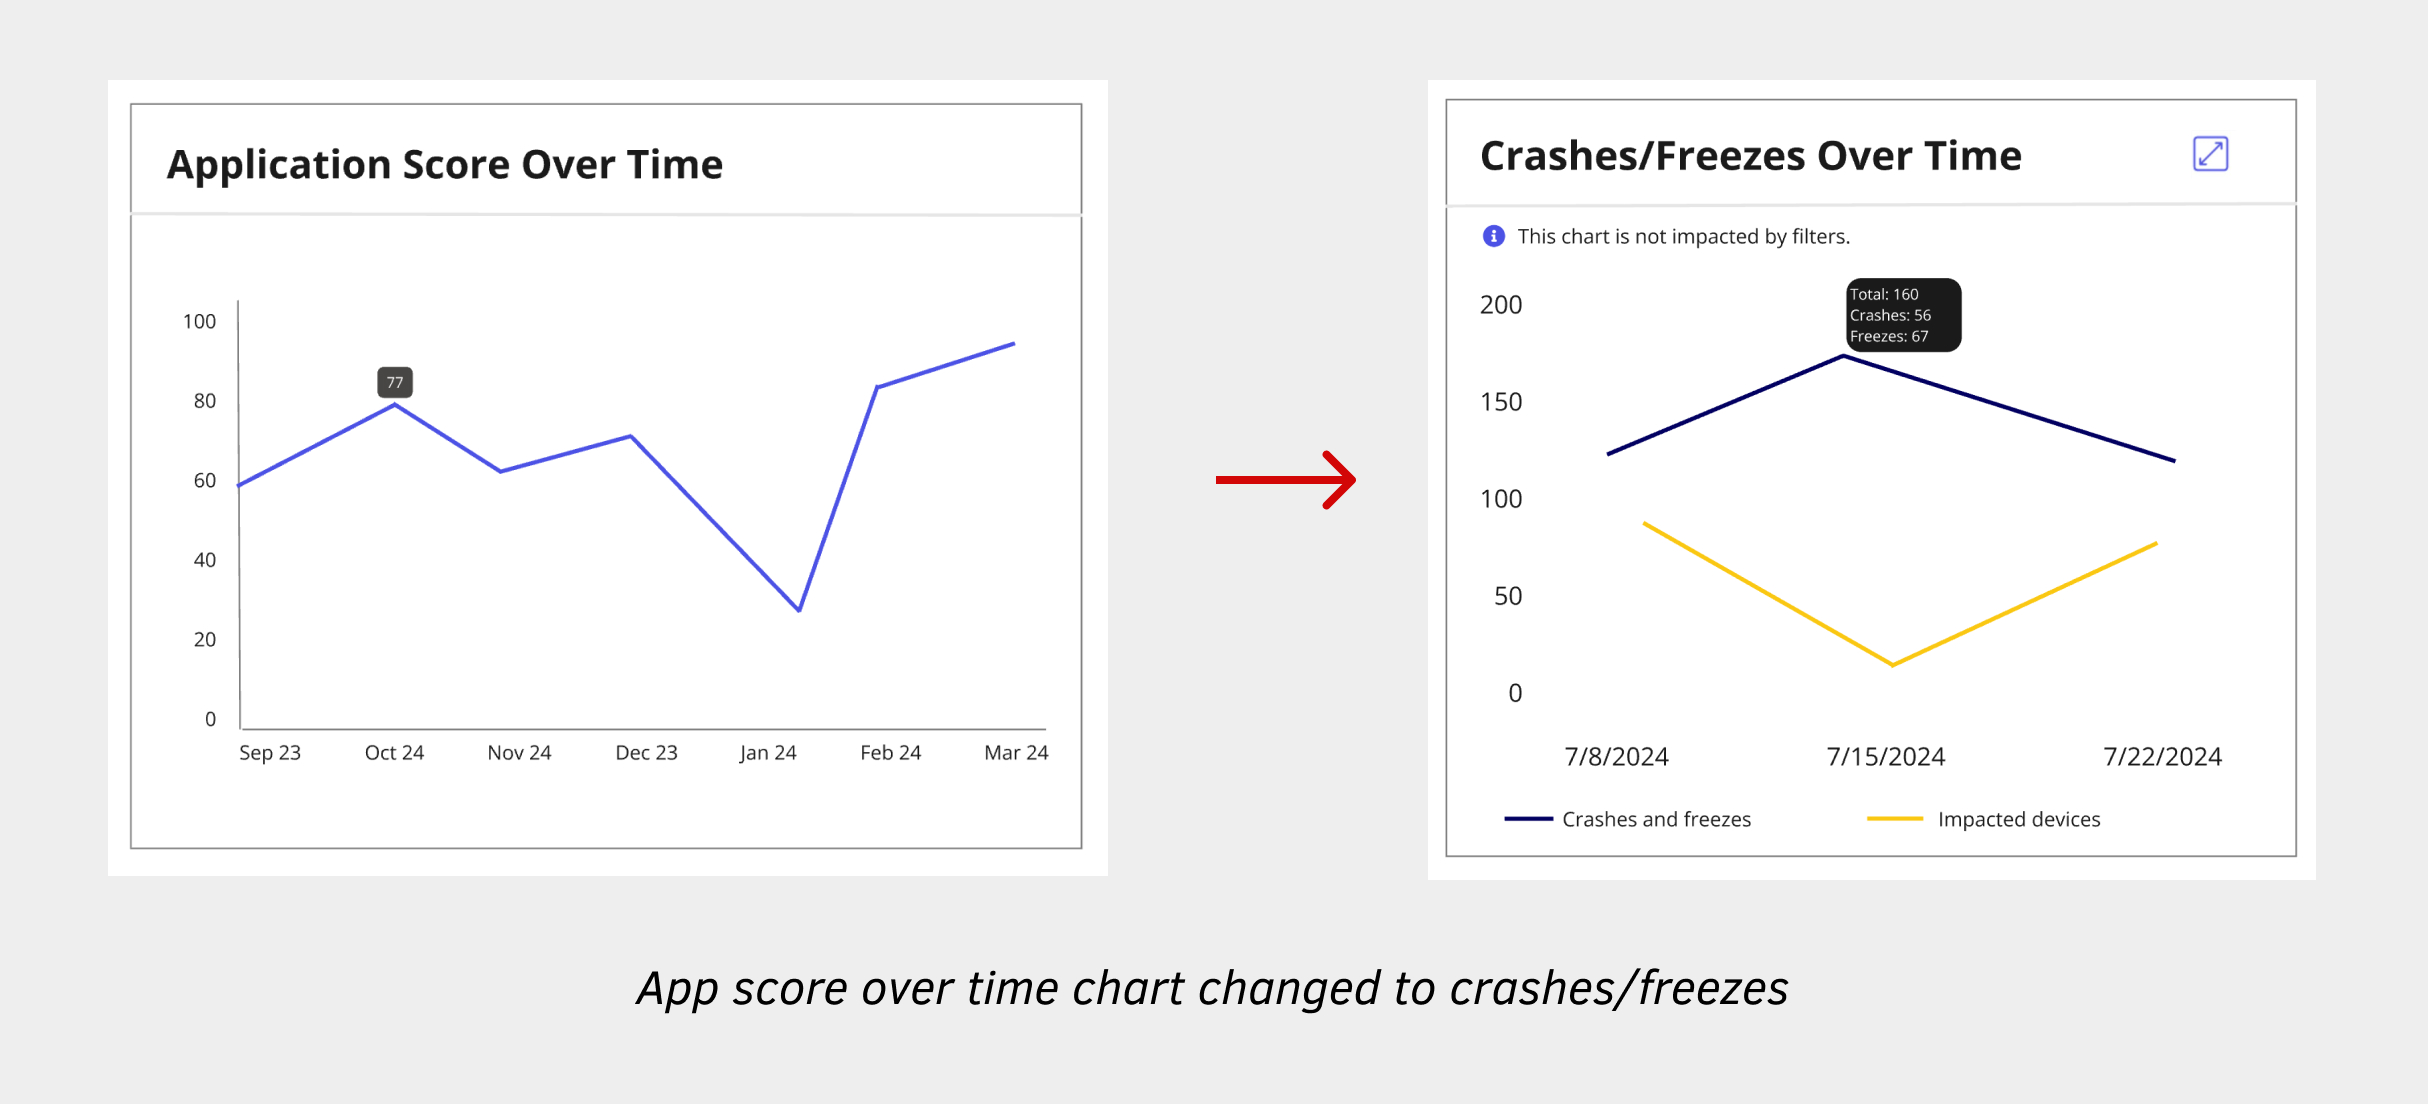 Application Score Over Time
100
80
60
40
20
0
77
Sep 23 Oct 24 Nov 24 Dec 23 Jan 24 Feb 24 Mar 24
Crashes/Freezes Over Time
This chart is not impacted by filters.
200
150
100
50
0
Total: 160
Crashes: 56
Freezes: 67
7/8/2024 7/15/2024 7/22/2024
Crashes and freezes Impacted devices
App score over time chart changed to crashes/freezes